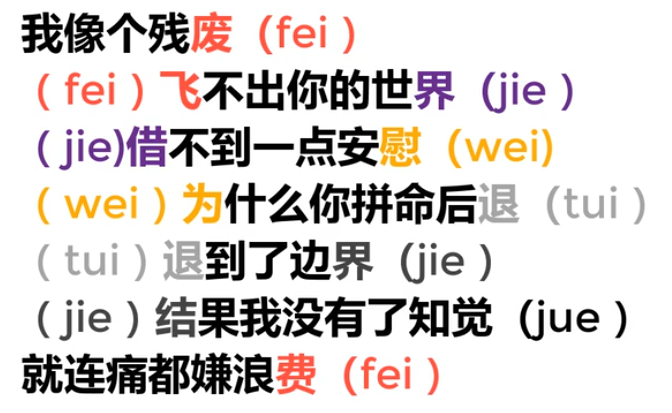 我像个残废（fei）
（fei）飞不出你的世界（jie）
（jie)借不到一点安慰（wei)
（wei）为什么你拼命后退（tui）
（tui）退到了边界（jie）
（jie）结果我没有了知觉（jue）
就连痛都嫌浪费（fei）